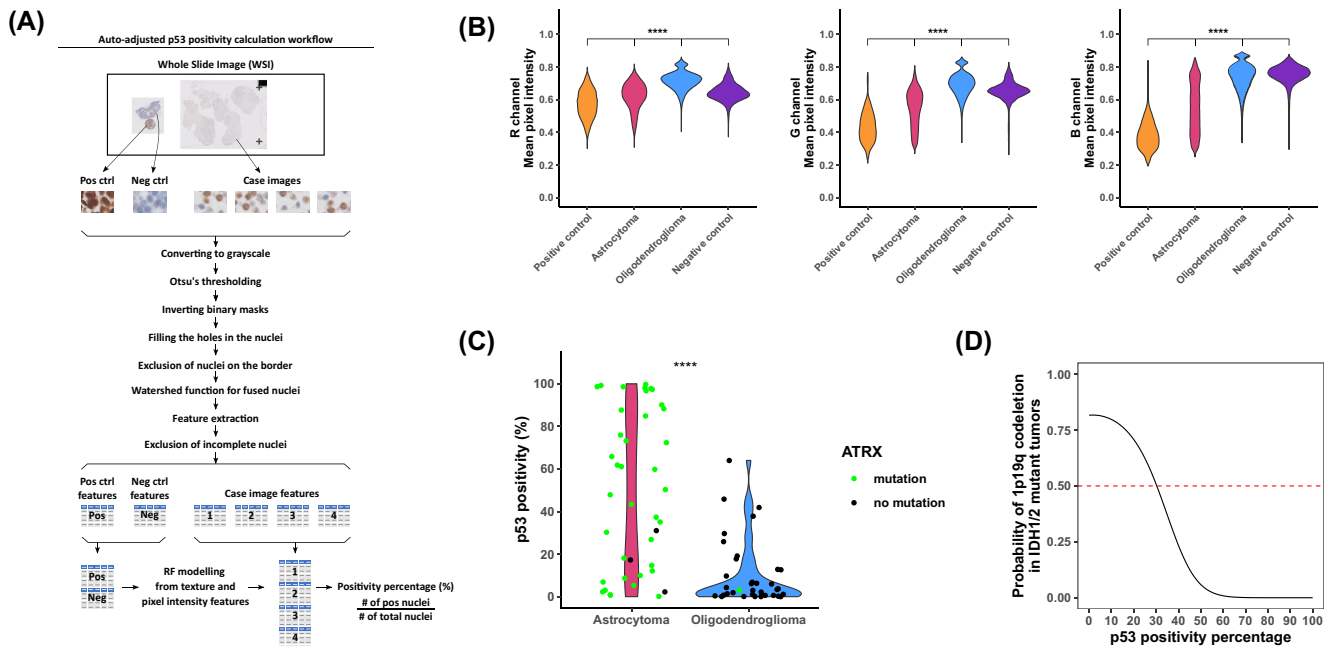 (A)
Auto-adjusted p53 positivity calculation workflow
Whole Slide Image (WSI)
Pos ctrl
Neg ctrl
Case images
Converting to grayscale
Otsu's thresholding
Inverting binary masks
Filling the holes in the nuclei
Exclusion of nuclei on the border
Watershed function for fused nuclei
Feature extraction
Exclusion of incomplete nuclei
Pos ctrl
features
Neg ctrl
features
Case image features
Pos
Neg
1
2
3
4
Pos
Neg
RF modelling
from texture and
pixel intensity features
1
2
3
4
Positivity percentage (%)
# of pos nuclei
# of total nuclei
(B)
R channel
Mean pixel intensity
1.0
0.8
0.6
0.4
0.2
0.0
****
Positive control
Astrocytoma
Oligodendroglioma
Negative control
G channel
Mean pixel intensity
1.0
0.8
0.6
0.4
0.2
0.0
****
Positive control
Astrocytoma
Oligodendroglioma
Negative control
B channel
Mean pixel intensity
1.0
0.8
0.6
0.4
0.2
0.0
****
Positive control
Astrocytoma
Oligodendroglioma
Negative control
(C)
p53 positivity (%)
100
80
60
40
20
0
****
Astrocytoma
Oligodendroglioma
ATRX
mutation
no mutation
(D)
Probability of 1p19q codeletion
in IDH1/2 mutant tumors
1.00
0.75
0.50
0.25
0.00
0 10 20 30 40 50 60 70 80 90 100
p53 positivity percentage